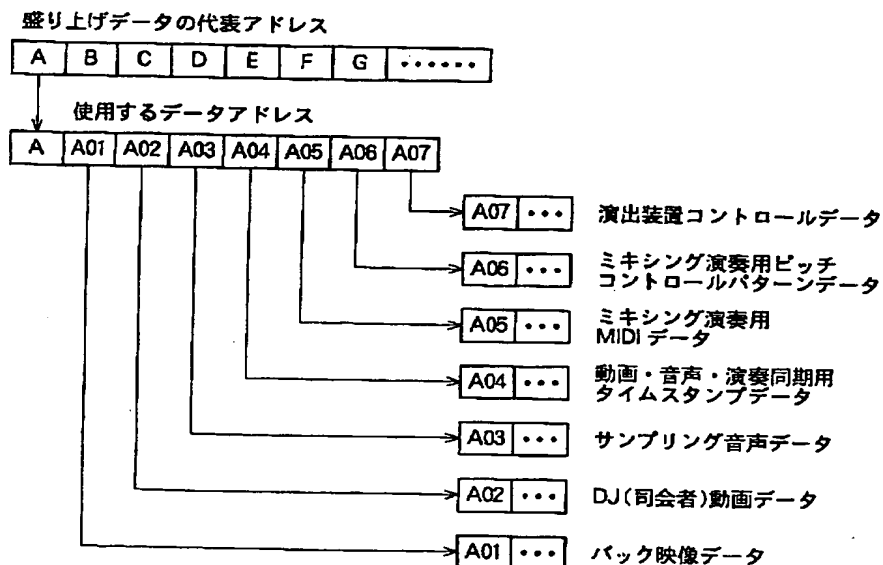 盛り上げデータの代表アドレス
A B C D E F G ・・・・・・
使用するデータアドレス
A A01 A02 A03 A04 A05 A06 A07
A07 ・・・ 演出装置コントロールデータ
A06 ・・・ ミキシング演奏用ピッチ
コントロールパターンデータ
A05 ・・・ ミキシング演奏用
MIDIデータ
A04 ・・・ 動画・音声・演奏同期用
タイムスタンプデータ
A03 ・・・ サンプリング音声データ
A02 ・・・ DJ(司会者)動画データ
A01 ・・・ バック映像データ